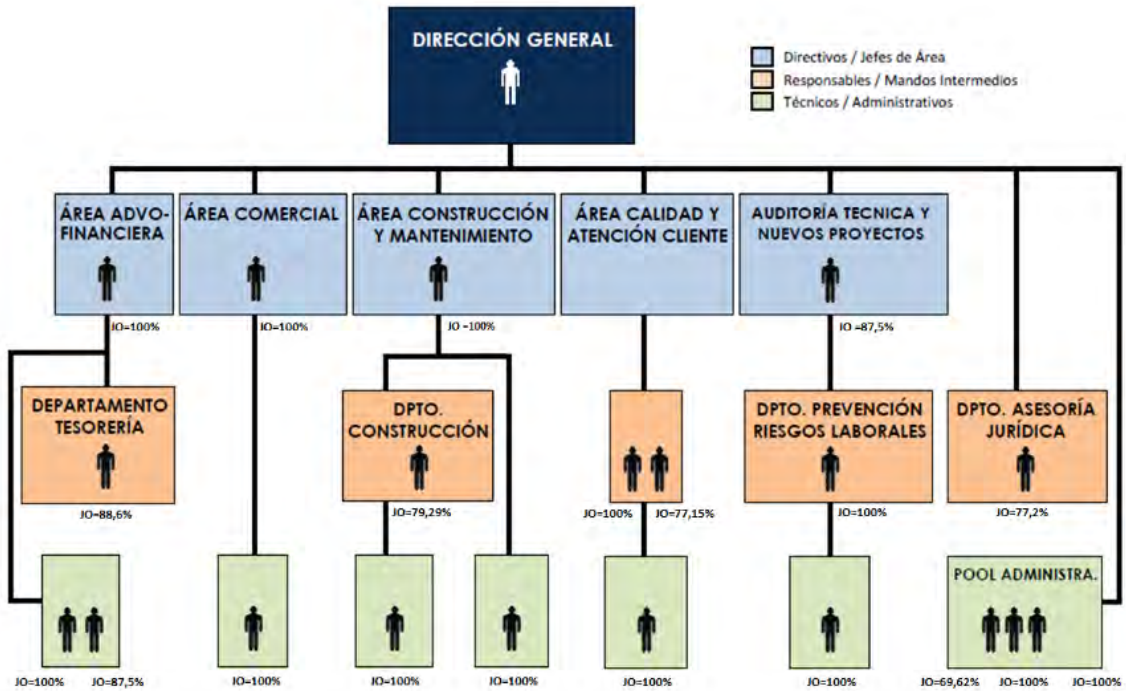 DIRECCIÓN GENERAL
Directivos / Jefes de Área
Responsables / Mandos Intermedios
Técnicos / Administrativos
ÁREA ADVO-
FINANCIERA
JO=100%
ÁREA COMERCIAL
JO=100%
ÁREA CONSTRUCCIÓN
Y MANTENIMIENTO
JO =100%
ÁREA CALIDAD Y
ATENCIÓN CLIENTE
AUDITORÍA TECNICA Y
NUEVOS PROYECTOS
JO =87,5%
DEPARTAMENTO
TESORERÍA
JO=88,6%
DPTO.
CONSTRUCCIÓN
JO=79,29%
JO=100% JO=77,15%
DPTO. PREVENCIÓN
RIESGOS LABORALES
JO=100%
DPTO. ASESORÍA
JURÍDICA
JO=77,2%
POOL ADMINISTRA.
JO=100% JO=87,5%
JO=100%
JO=100%
JO=100%
JO=100%
JO=100%
JO=69,62% JO=100% JO=100%